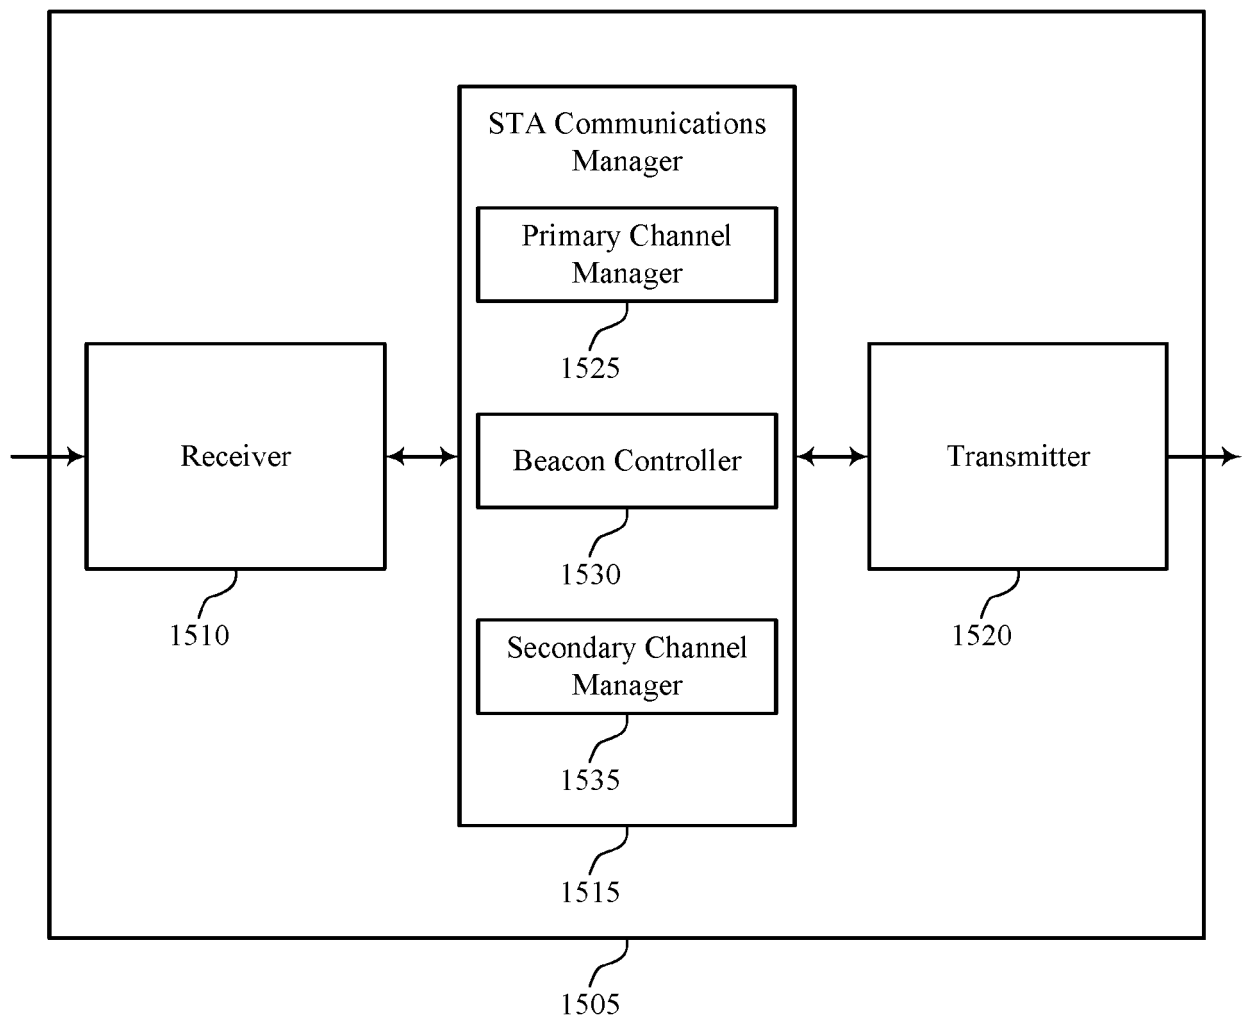 STA Communications
Manager
Primary Channel
Manager
1525
Receiver
Beacon Controller
Transmitter
1530
1510
1520
Secondary Channel
Manager
1535
1515
1505